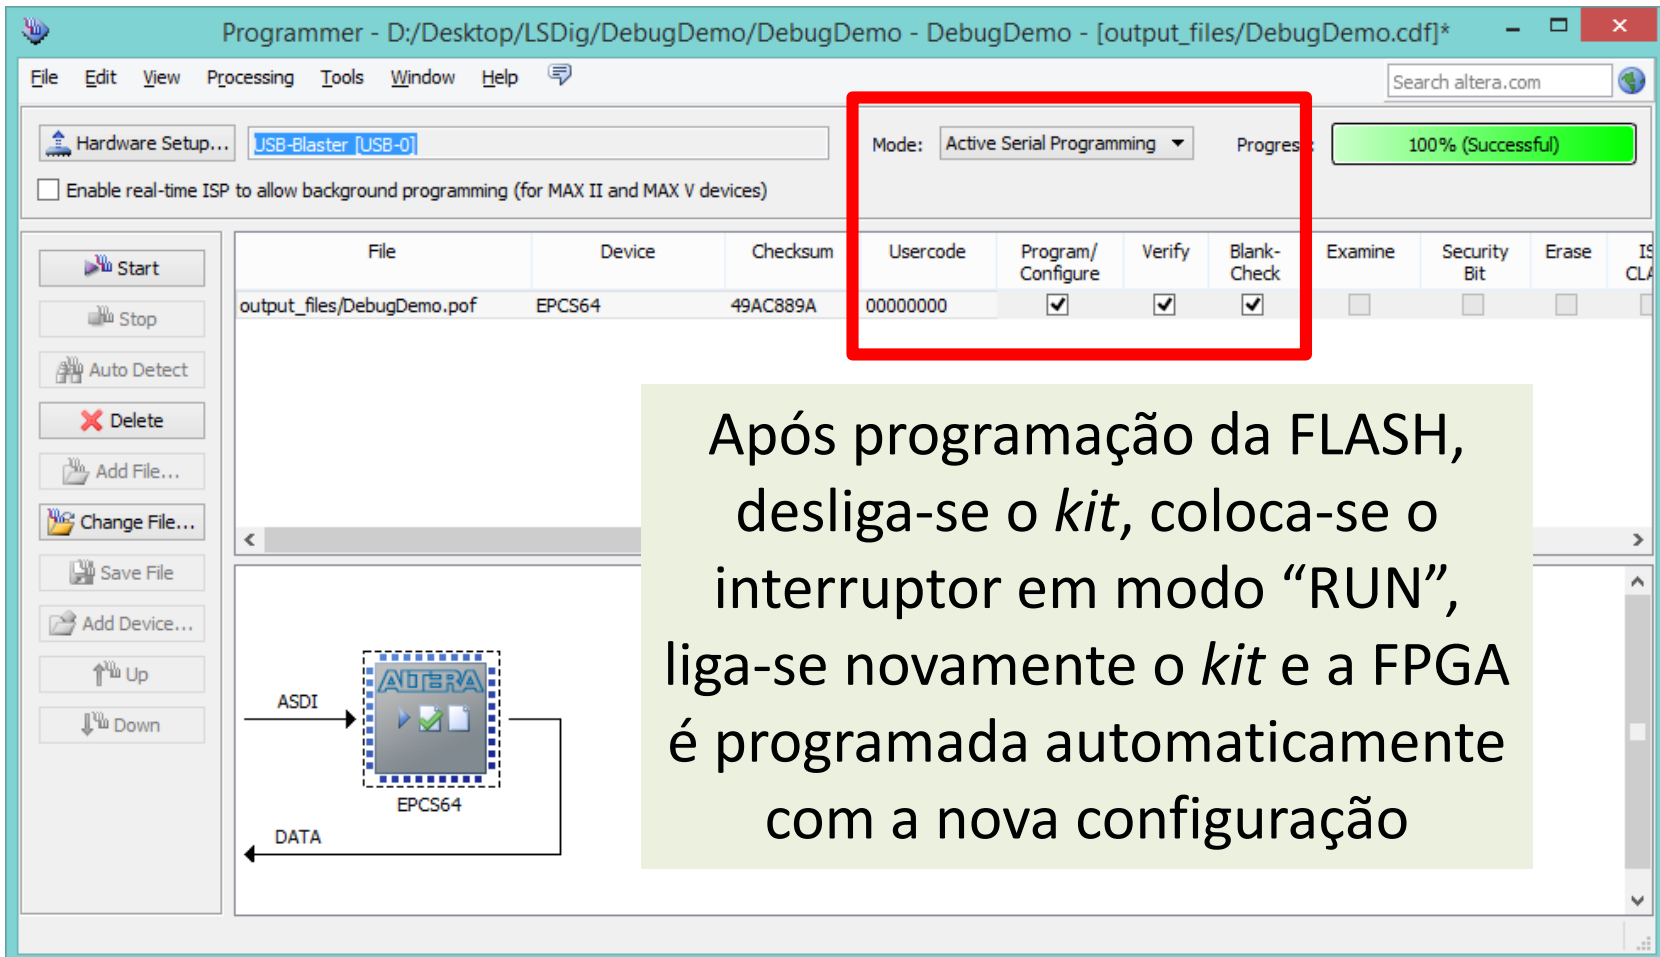 Programmer - D:/Desktop/LSDig/DebugDemo/DebugDemo - DebugDemo - [output_files/DebugDemo.cdf]*
File Edit View Processing Tools Window Help
Search altera.com
Hardware Setup... USB-Blaster [USB-0] Mode: Active Serial Programming Progress: 100% (Successful)
Enable real-time ISP to allow background programming (for MAX II and MAX V devices)
File Device Checksum Usercode Program/ Verify Blank- Examine Security Erase IS
Configure Check Bit CLA
output_files/DebugDemo.pof EPCS64 49AC889A 00000000
Start
Stop
Auto Detect
Delete
Add File...
Change File...
Save File
Add Device...
Up
Down
ASDI
ALTERA
EPCS64
DATA
Após programação da FLASH,
desliga-se o kit, coloca-se o
interruptor em modo “RUN”,
liga-se novamente o kit e a FPGA
é programada automaticamente
com a nova configuração